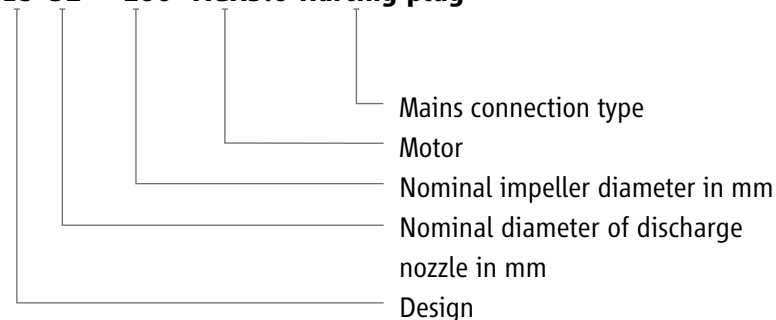 Mains connection type
Motor
Nominal impeller diameter in mm
Nominal diameter of discharge
nozzle in mm
Design